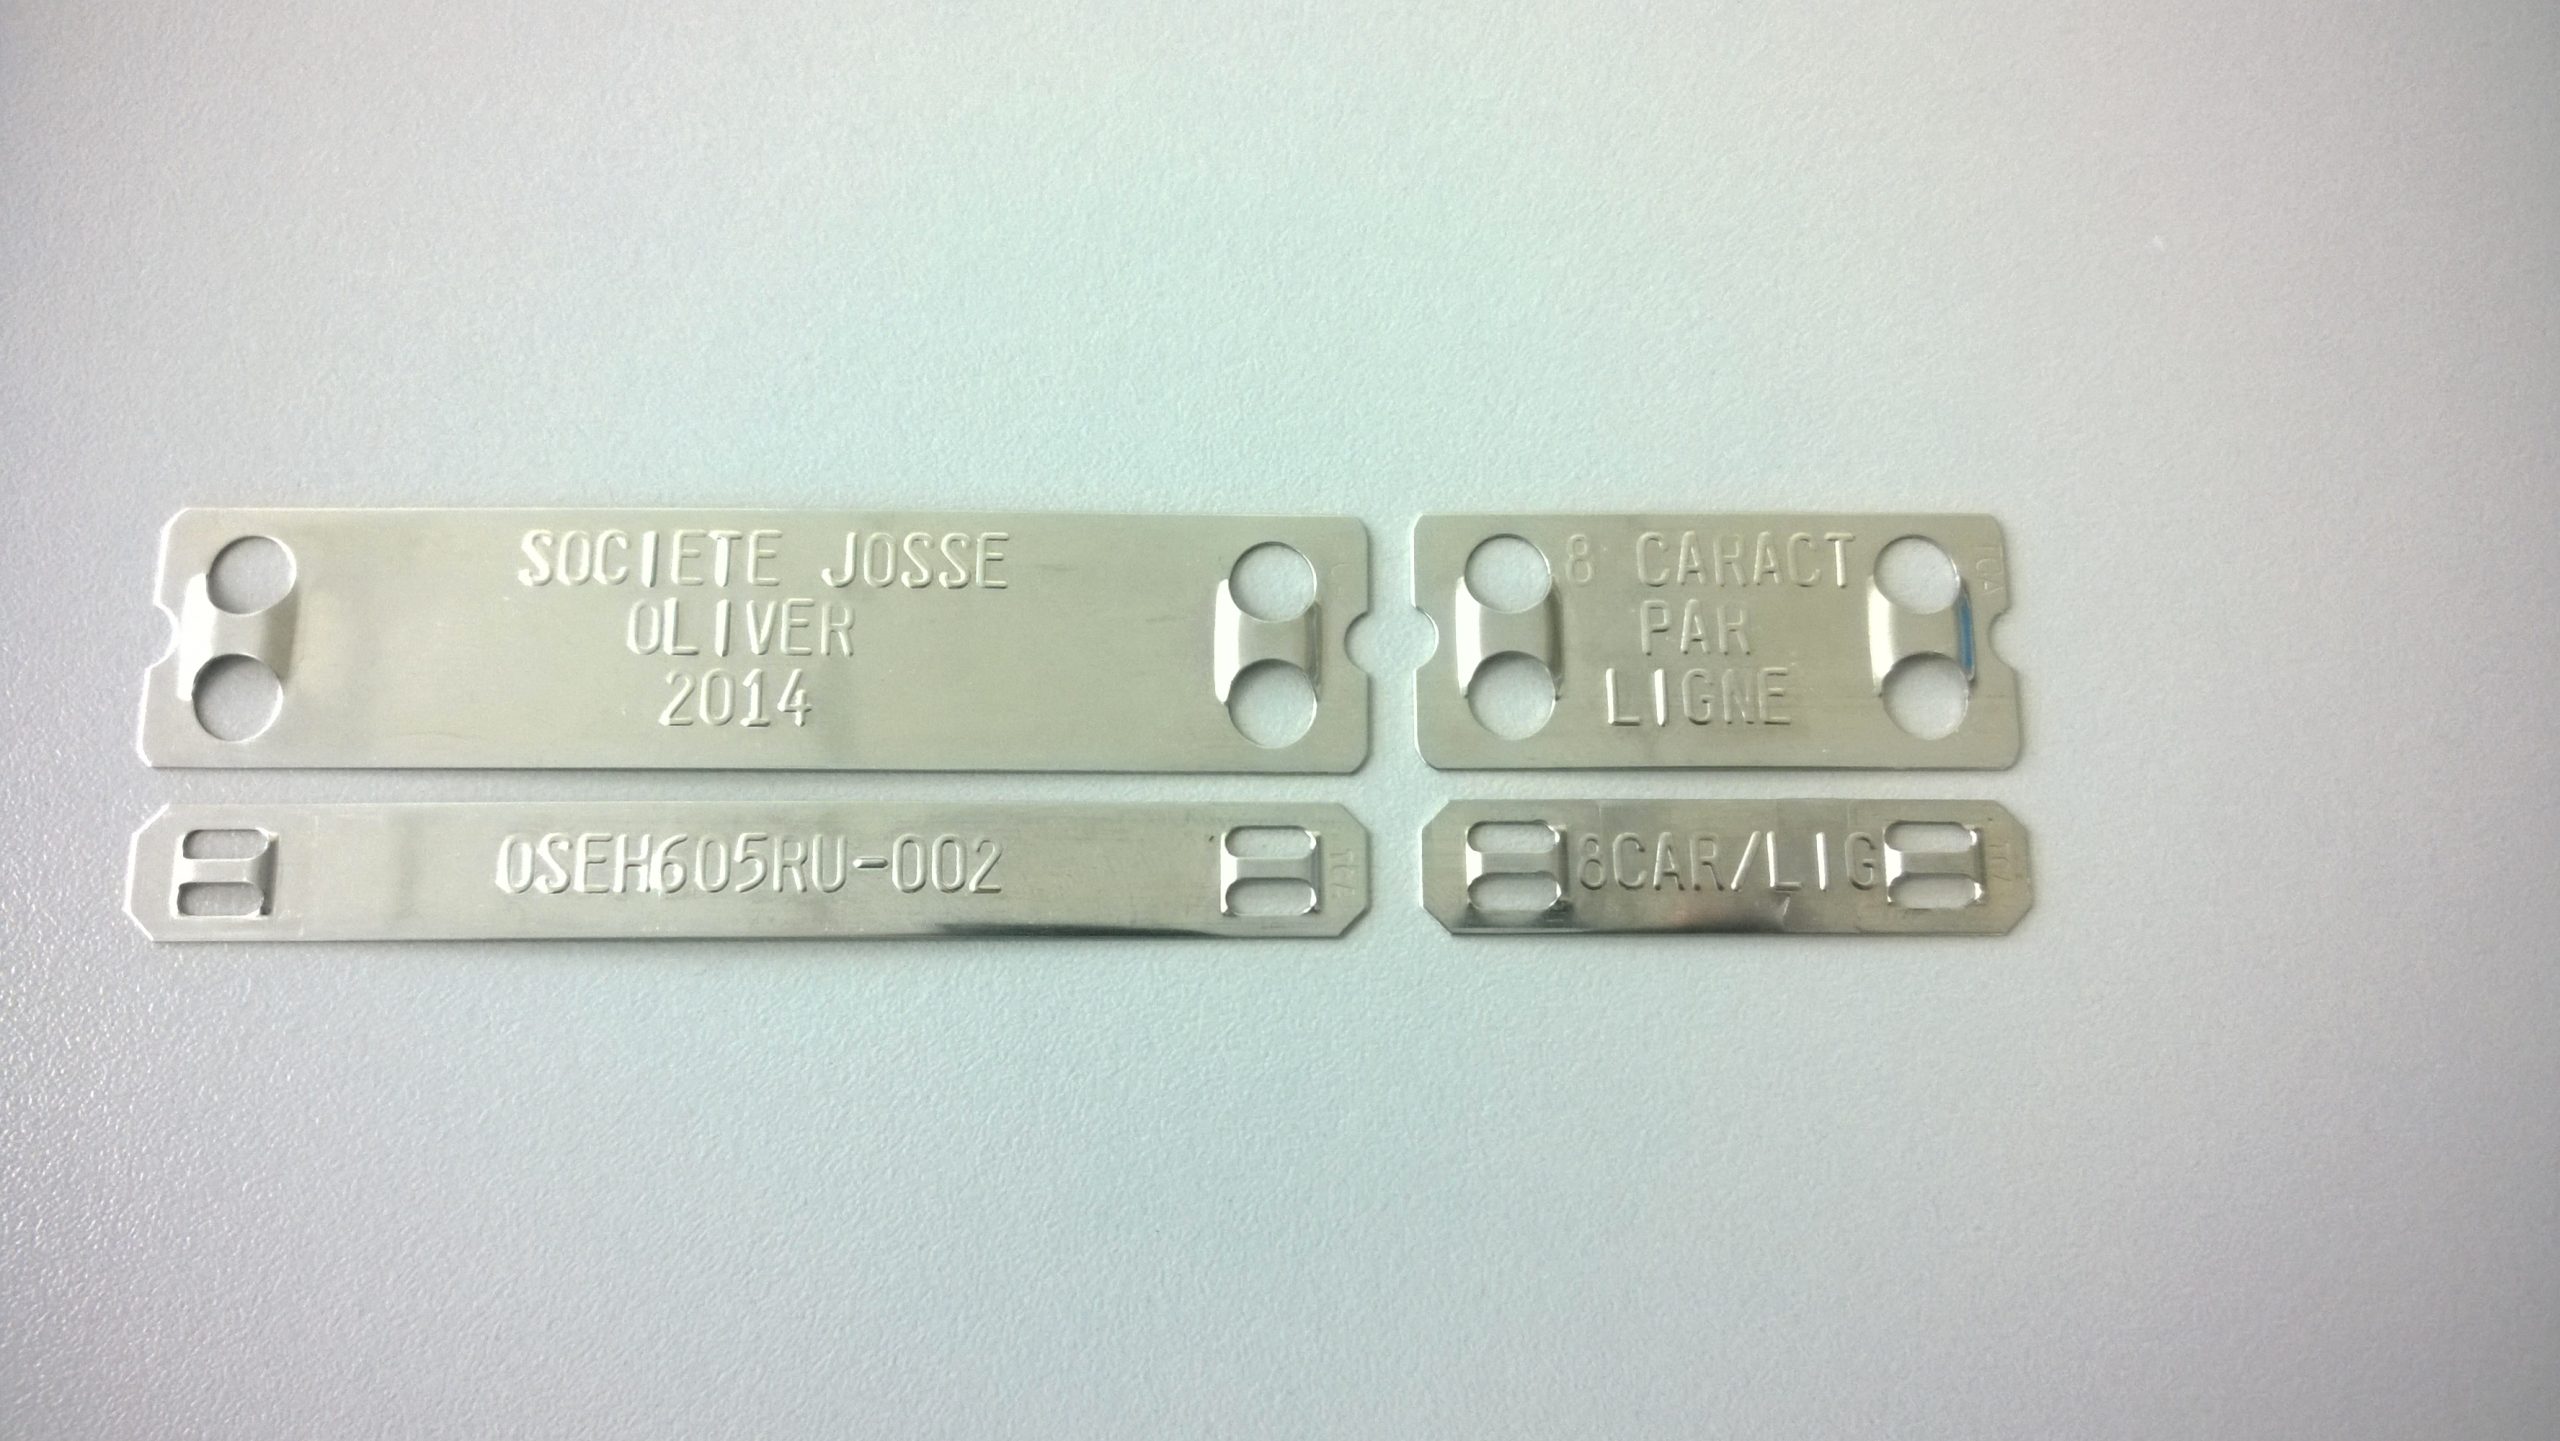 SOCIETE JOSSE
OLIVER
2014
8 CARACT
PAR
LIGNE
OSEH605RU-002
8CAR/LIG